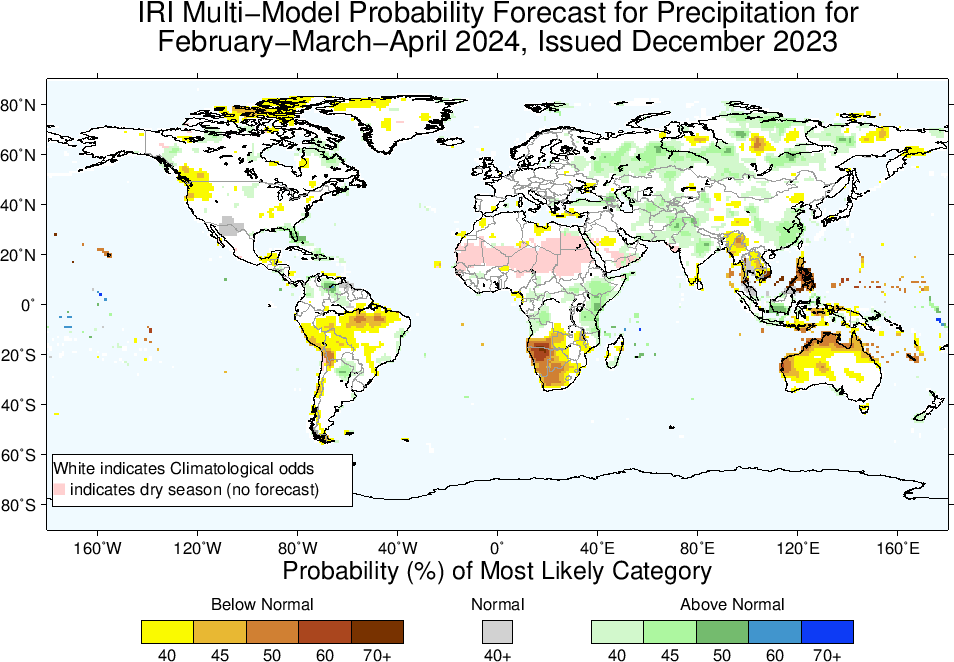 IRI Multi−Model Probability Forecast for Precipitation for
February−March−April 2024, Issued December 2023
80˚N
60˚N
40˚N
20˚N
0˚
20˚S
40˚S
60˚S
80˚S
White indicates Climatological odds
indicates dry season (no forecast)
160˚W 120˚W 80˚W 40˚W 0˚ 40˚E 80˚E 120˚E 160˚E
Probability (%) of Most Likely Category
Below Normal Normal Above Normal
40 45 50 60 70+ 40+ 40 45 50 60 70+